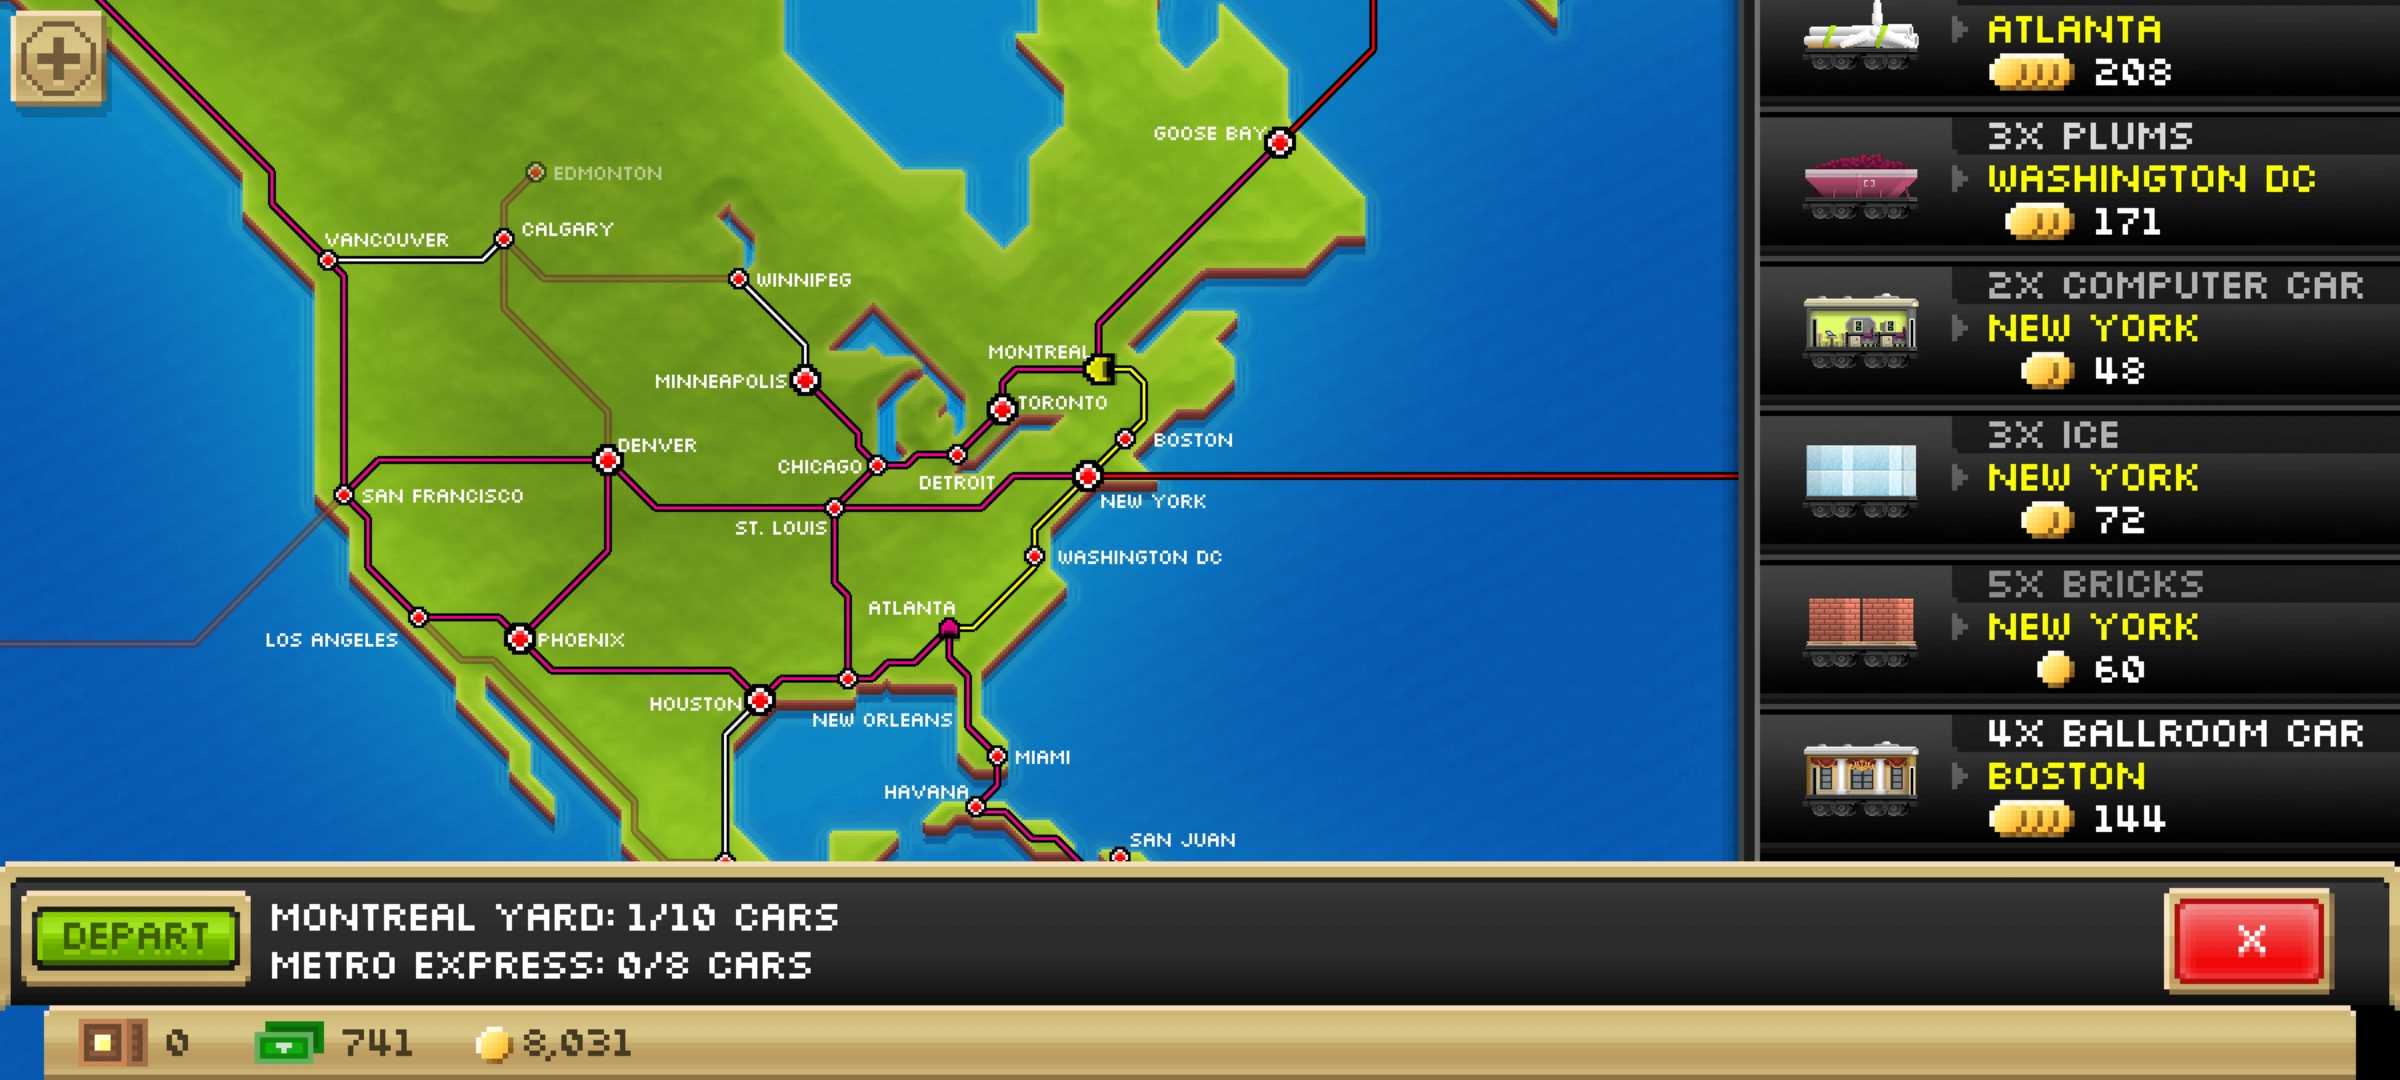 ATLANTA
208
GOOSE BAY
3X PLUMS
WASHINGTON DC
171
EDMONTON
CALGARY
VANCOUVER
WINNIPEG
2X COMPUTER CAR
NEW YORK
48
MONTREAL
MINNEAPOLIS
TORONTO
BOSTON
DENVER
CHICAGO
DETROIT
3X ICE
NEW YORK
72
SAN FRANCISCO
NEW YORK
ST. LOUIS
WASHINGTON DC
5X BRICKS
NEW YORK
60
ATLANTA
LOS ANGELES
PHOENIX
HOUSTON
NEW ORLEANS
MIAMI
HAVANA
SAN JUAN
4X BALLROOM CAR
BOSTON
144
DEPART
MONTREAL YARD: 1/10 CARS
METRO EXPRESS: 0/8 CARS
X
0
741
8,031